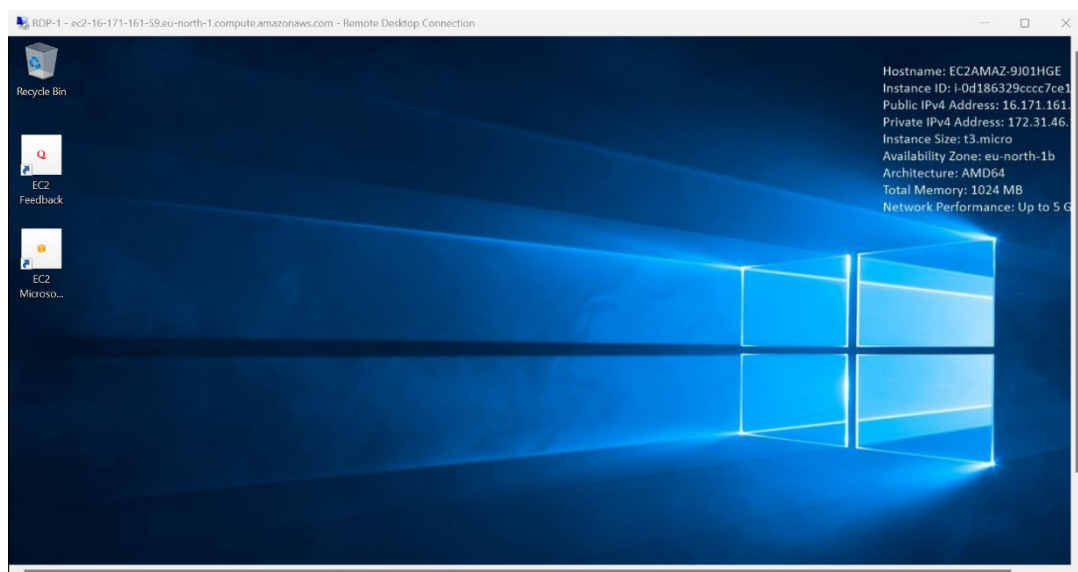 RDP-1 - ec2-16-171-161-59.eu-north-1.compute.amazonaws.com - Remote Desktop Connection
Recycle Bin
EC2
Feedback
EC2
Microso...
Hostname: EC2AMAZ-9J01HGE
Instance ID: i-0d186329cccc7ce1
Public IPv4 Address: 16.171.161.
Private IPv4 Address: 172.31.46.
Instance Size: t3.micro
Availability Zone: eu-north-1b
Architecture: AMD64
Total Memory: 1024 MB
Network Performance: Up to 5 G